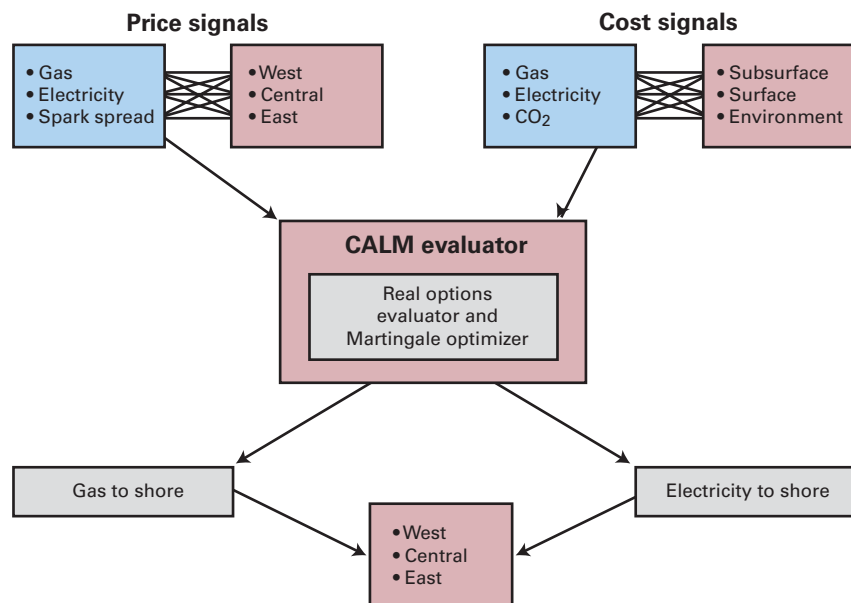 Price signals
• Gas
• Electricity
• Spark spread
• West
• Central
• East
Cost signals
• Gas
• Electricity
• CO₂
• Subsurface
• Surface
• Environment
CALM evaluator
Real options
evaluator and
Martingale optimizer
Gas to shore
Electricity to shore
• West
• Central
• East